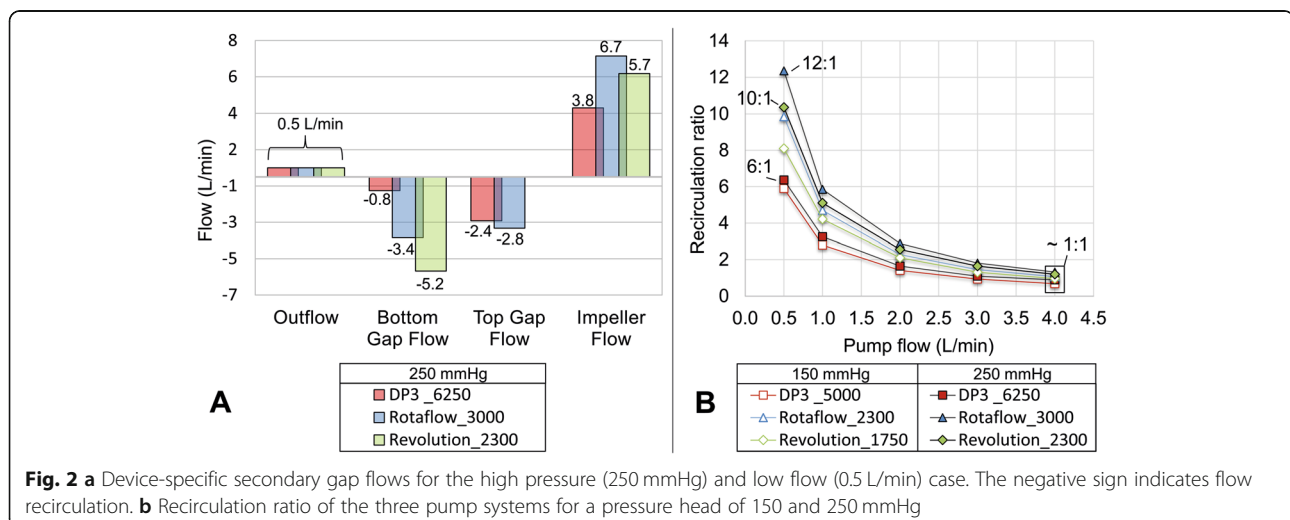 8
6
4
2
-1
-3
-5
-7
Flow (L/min)
0.5 L/min
-0.8
-3.4
-5.2
-2.4
-2.8
3.8
6.7
5.7
Outflow
Bottom
Gap Flow
Top Gap
Flow
Impeller
Flow
250 mmHg
DP3 _6250
Rotaflow_3000
Revolution_2300
A
B
14
12
10
8
6
4
2
0
Recirculation ratio
12:1
10:1
6:1
~ 1:1
0.0 0.5 1.0 1.5 2.0 2.5 3.0 3.5 4.0 4.5
Pump flow (L/min)
150 mmHg
DP3 _5000
Rotaflow_2300
Revolution_1750
250 mmHg
DP3 _6250
Rotaflow_3000
Revolution_2300
B
Fig. 2 a Device-specific secondary gap flows for the high pressure (250 mmHg) and low flow (0.5 L/min) case. The negative sign indicates flow
recirculation. b Recirculation ratio of the three pump systems for a pressure head of 150 and 250 mmHg